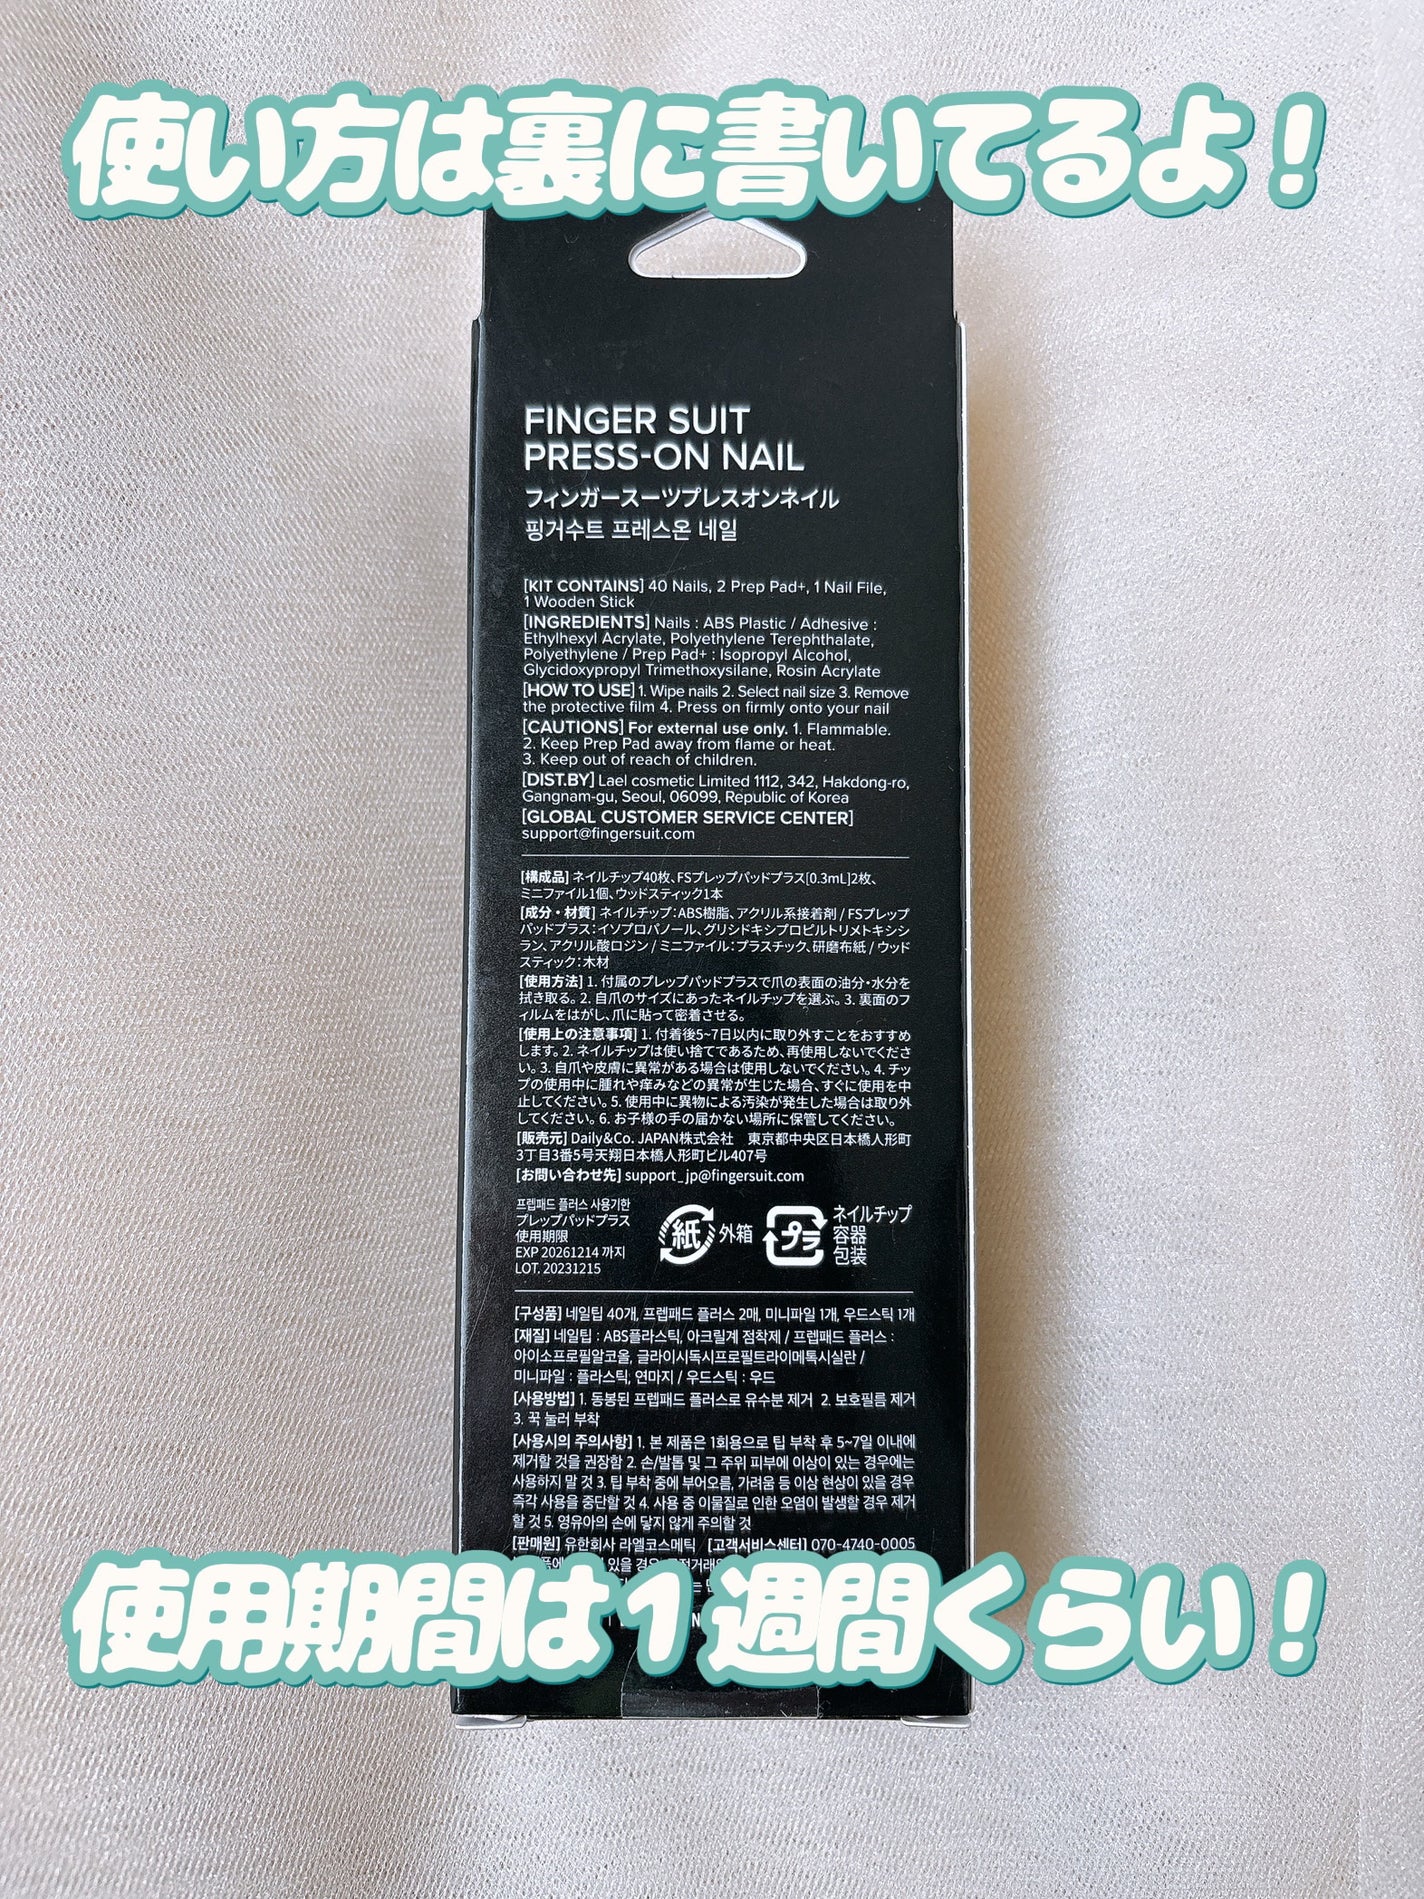 使い方は裏に書いてるよ！
FINGER SUIT
PRESS-ON NAIL
フィンガースーツプレスオンネイル
핑거수트 프레스온 네일
[KIT CONTAINS] 40 Nails, 2 Prep Pad+, 1 Nail File,
1 Wooden Stick
[INGREDIENTS] Nails : ABS Plastic / Adhesive :
Ethylhexyl Acrylate, Polyethylene Terephthalate,
Polyethylene / Prep Pad+ : Isopropyl Alcohol,
Glycidoxypropyl Trimethoxysilane, Rosin Acrylate
[HOW TO USE] 1. Wipe nails 2. Select nail size 3. Remove
the protective film 4. Press on firmly onto your nail
[CAUTIONS] For external use only. 1. Flammable.
2. Keep Prep Pad away from flame or heat.
3. Keep out of reach of children.
[DIST.BY] Lael cosmetic Limited 1112, 342, Hakdong-ro,
Gangnam-gu, Seoul, 06099, Republic of Korea
[GLOBAL CUSTOMER SERVICE CENTER]
support@fingersuit.com
[構成品] ネイルチップ40枚、FSプレップパッドプラス[0.3mL]2枚、
ミニファイル1個、ウッドスティック1本
[成分・材質] ネイルチップ：ABS樹脂、アクリル系接着剤 / FSプレップ
パッドプラス：イソプロパノール、グリシドキシプロピルトリメトキシシ
ラン、アクリル酸ロジン / ミニファイル：プラスチック、研磨布紙 / ウッド
スティック：木材
[使用方法] 1. 付属のプレップパッドプラスで爪の表面の油分・水分を
拭き取る。2. 自爪のサイズにあったネイルチップを選ぶ。3. 裏面のフ
ィルムをはがし、爪に貼って密着させる。
[使用上の注意事項] 1. 付着後5~7日以内に取り外すことをおすすめ
します。2. ネイルチップは使い捨てであるため、再使用しないでくださ
い。3. 自爪や皮膚に異常がある場合は使用しないでください。4. チッ
プの使用中に腫れや痒みなどの異常が生じた場合、すぐに使用を中
止してください。5. 使用中に異物による汚染が発生した場合は取り外
してください。6. お子様の手の届かない場所に保管してください。
[販売元] Daily&Co. JAPAN株式会社　東京都中央区日本橋人形町
3丁目3番5号天翔日本橋人形町ビル407号
[お問い合わせ先] support_jp@fingersuit.com
프렙패드 플러스 사용기한
プレップパッドプラス
使用期限
EXP 20261214 까지
LOT. 20231215
紙 外箱
プラ
ネイルチップ
容器
包装
[구성품] 네일팁 40개, 프렙패드 플러스 2매, 미니파일 1개, 우드스틱 1개
[재질] 네일팁 : ABS플라스틱, 아크릴계 점착제 / 프렙패드 플러스 :
아이소프로필알코올, 글라이시독시프로필트라이메톡시실란 /
미니파일 : 플라스틱, 연마지 / 우드스틱 : 우드
[사용방법] 1. 동봉된 프렙패드 플러스로 유수분 제거 2. 보호필름 제거
3. 꾹 눌러 부착
[사용시의 주의사항] 1. 본 제품은 1회용으로 팁 부착 후 5~7일 이내에
제거할 것을 권장함 2. 손/발톱 및 그 주위 피부에 이상이 있는 경우에는
사용하지 말 것 3. 팁 부착 중에 부어오름, 가려움 등 이상 현상이 있을 경우
즉각 사용을 중단할 것 4. 사용 중 이물질로 인한 오염이 발생할 경우 제거
할 것 5. 영유아의 손에 닿지 않게 주의할 것
[판매원] 유한회사 라엘코스메틱 [고객서비스센터] 070-4740-0005
使用期間は1週間くらい！